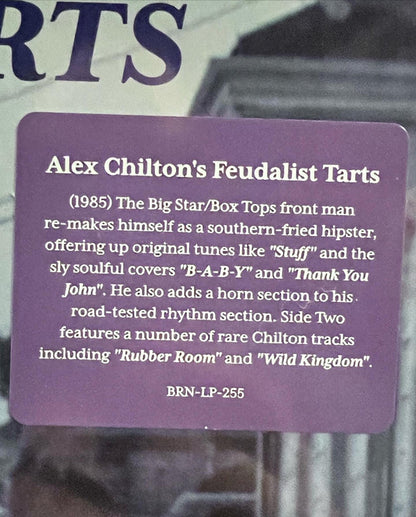 RTS
Alex Chilton's Feudalist Tarts
(1985) The Big Star/Box Tops front man
re-makes himself as a southern-fried hipster,
offering up original tunes like "Stuff" and the
sly soulful covers "B-A-B-Y" and "Thank You
John". He also adds a horn section to his
road-tested rhythm section. Side Two
features a number of rare Chilton tracks
including "Rubber Room" and "Wild Kingdom".
BRN-LP-255